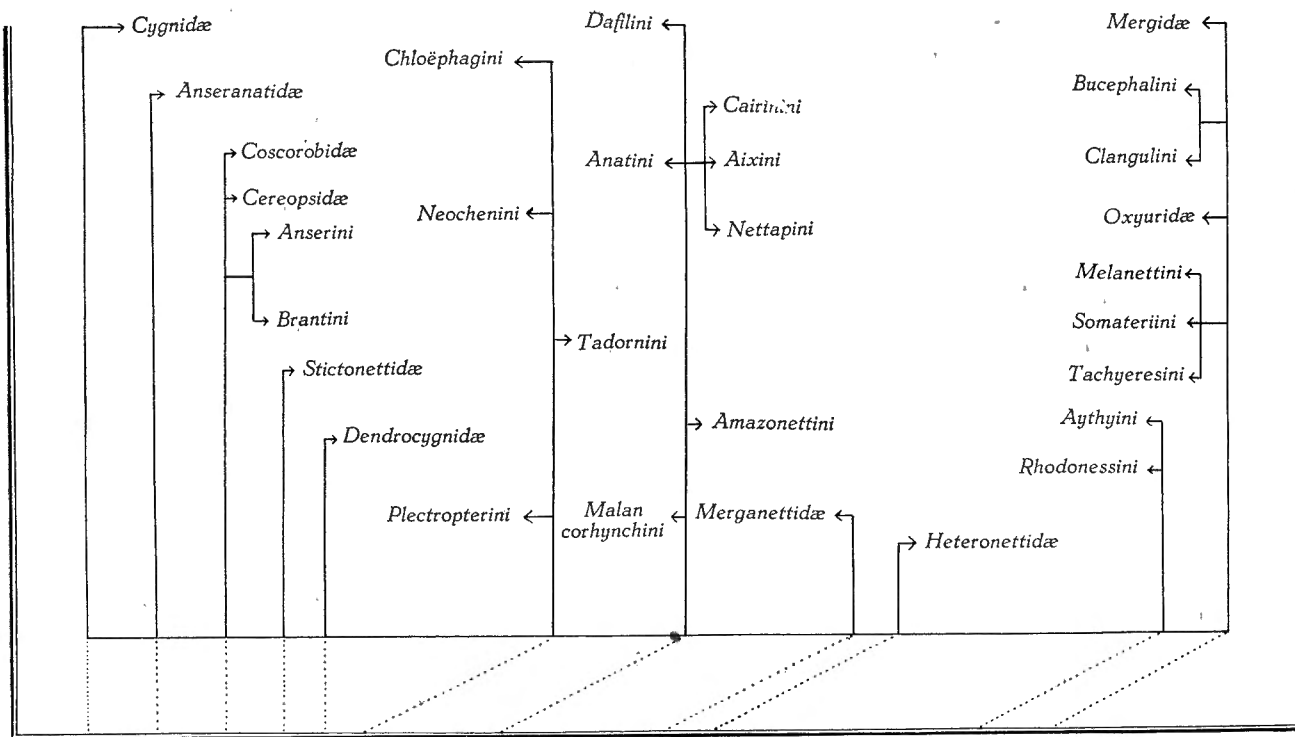 Cygnidæ
Dafilini
Mergidæ
Chloëphagini
Bucephalini
Anseranatidæ
Cairinini
Coscorobidæ
Anatini
Aixini
Clangulini
Cereopsidæ
Neochenini
Oxyuridæ
Anserini
Nettapini
Melanettini
Brantini
Somateriini
Tadornini
Stictonettidæ
Tachyeresini
Aythyini
Amazonettini
Dendrocygnidæ
Rhodonessini
Plectropterini
Malan
corhynchini
Merganettidæ
Heteronettidæ